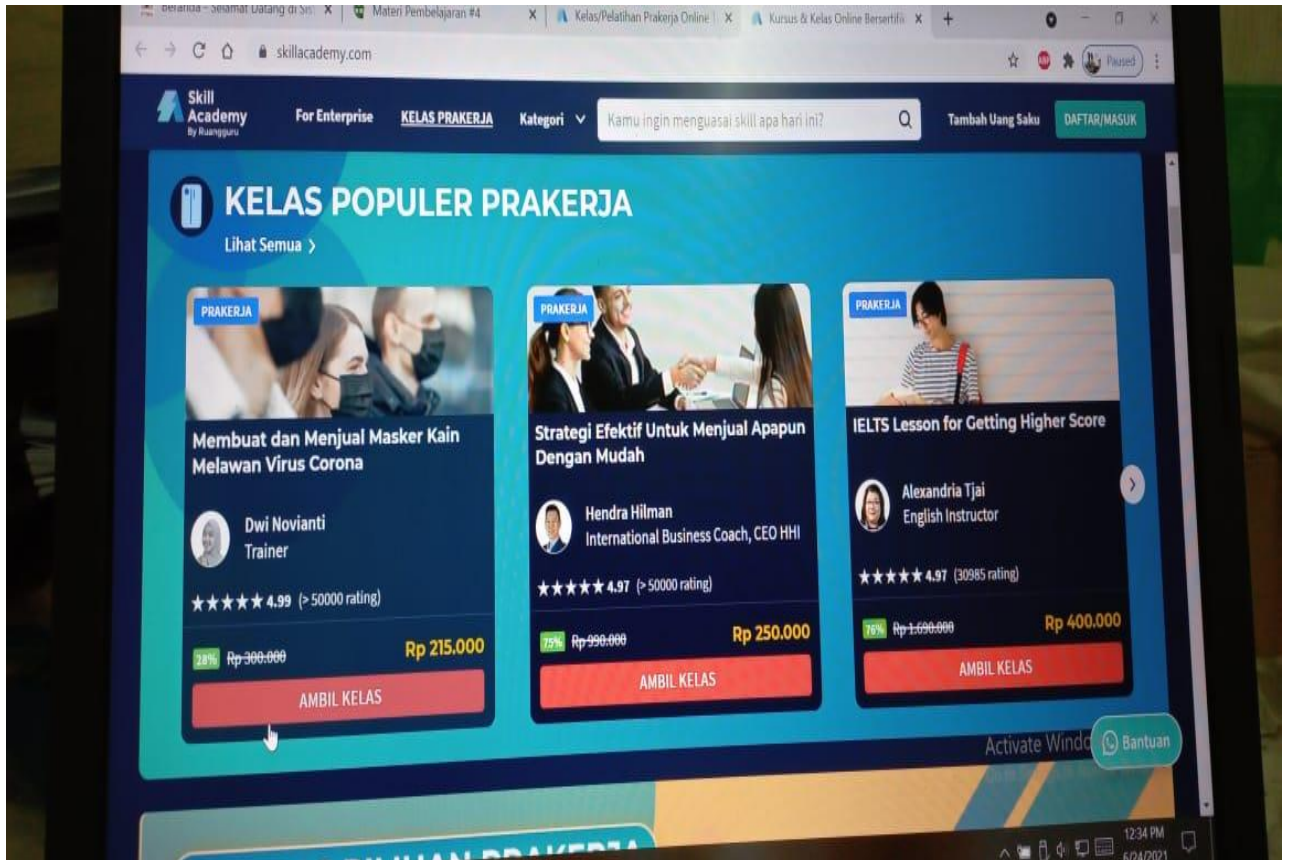 Beranda - Selamat Datang di Sis
Materi Pembelajaran #4
Kelas/Pelatihan Prakerja Online
Kursus & Kelas Online Bersertifi
skillacademy.com
Paused
Skill
Academy
By Ruangguru
For Enterprise
KELAS PRAKERJA
Kategori
Kamu ingin menguasai skill apa hari ini?
Tambah Uang Saku
DAFTAR/MASUK
KELAS POPULER PRAKERJA
Lihat Semua >
PRAKERJA
Membuat dan Menjual Masker Kain
Melawan Virus Corona
Dwi Novianti
Trainer
★★★★★ 4.99 (> 50000 rating)
28% Rp 300.000 Rp 215.000
AMBIL KELAS
PRAKERJA
Strategi Efektif Untuk Menjual Apapun
Dengan Mudah
Hendra Hilman
International Business Coach, CEO HHI
★★★★★ 4.97 (> 50000 rating)
75% Rp 990.000 Rp 250.000
AMBIL KELAS
PRAKERJA
IELTS Lesson for Getting Higher Score
Alexandria Tjai
English Instructor
★★★★★ 4.97 (30985 rating)
76% Rp 1.690.000 Rp 400.000
AMBIL KELAS
Activate Windo
Bantuan
PRAKERJA
12:34 PM
6/24/2021